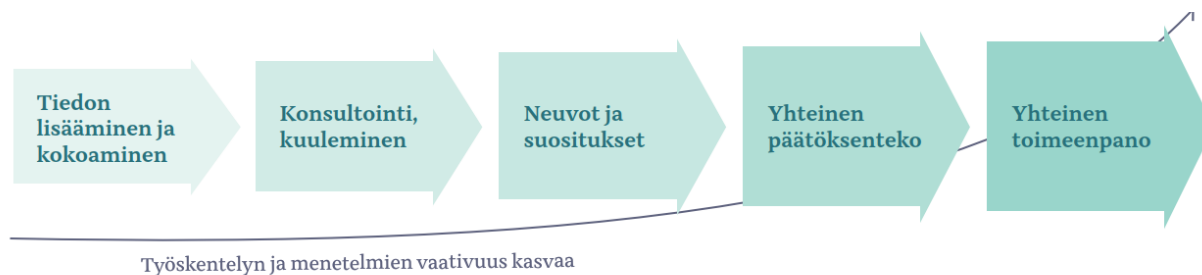 Tiedon
lisääminen ja
kokoaminen
Konsultointi,
kuuleminen
Neuvot ja
suositukset
Yhteinen
päätöksenteko
Yhteinen
toimeenpano
Työskentelyn ja menetelmien vaativuus kasvaa